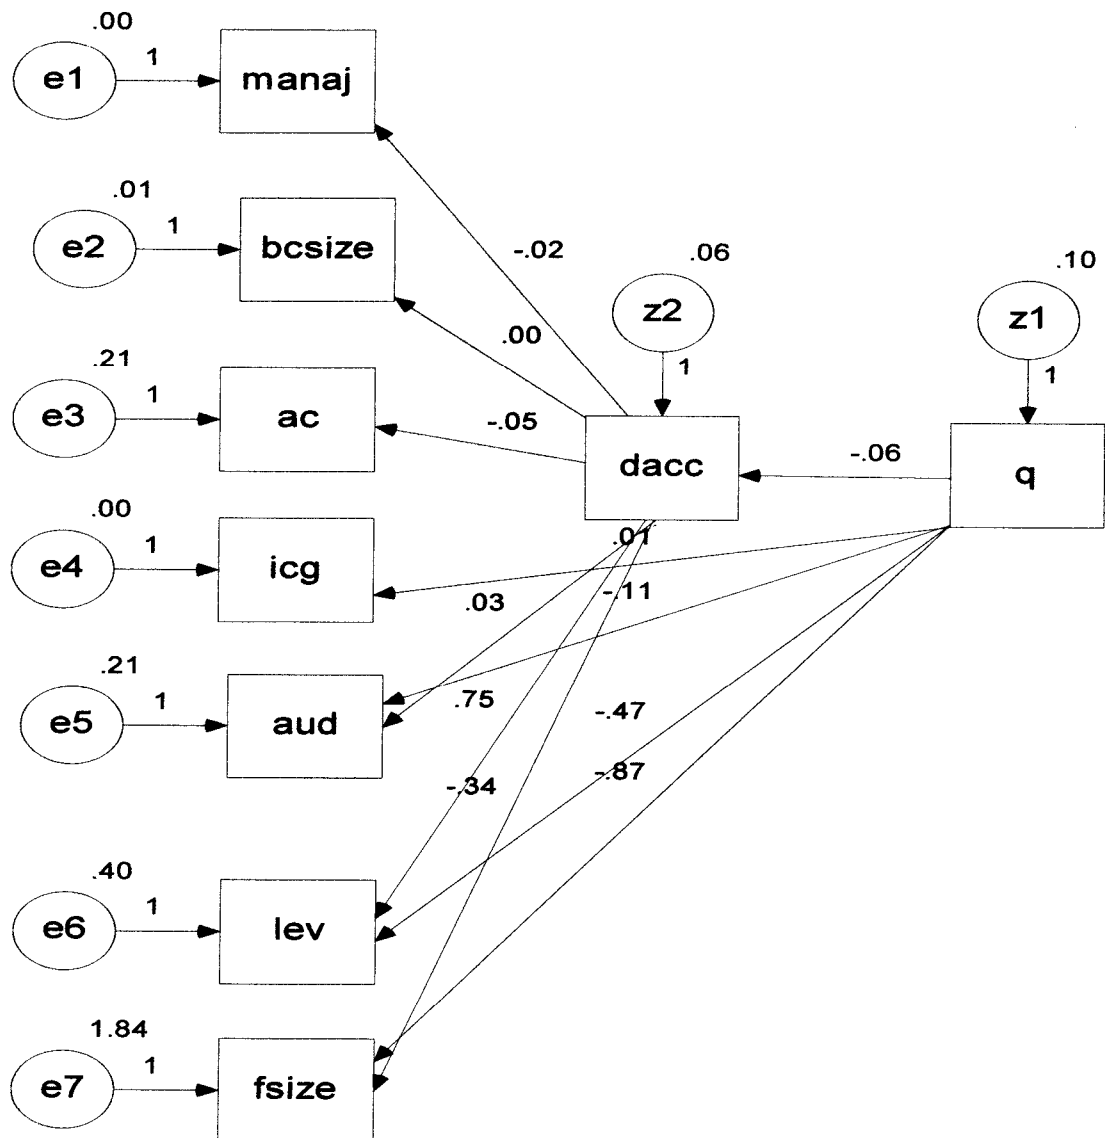 .00
1
e1
manaj
.01
1
e2
bcsize
-.02
.06
.10
z2
z1
.00
1
1
.21
1
e3
ac
-.05
dacc
-.06
q
.00
1
e4
icg
.01
.03
-.11
.21
1
e5
aud
.75
-.47
-.34
-.87
.40
1
e6
lev
1.84
1
e7
fsize